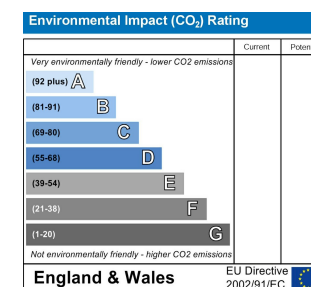 Environmental Impact (CO₂) Rating
Current
Very environmentally friendly - lower CO2 emissions
(92 plus) A
(81-91) B
(69-80) C
(55-68) D
(39-54) E
(21-38) F
(1-20) G
Not environmentally friendly - higher CO2 emissions
England & Wales
EU Directive
2002/91/EC